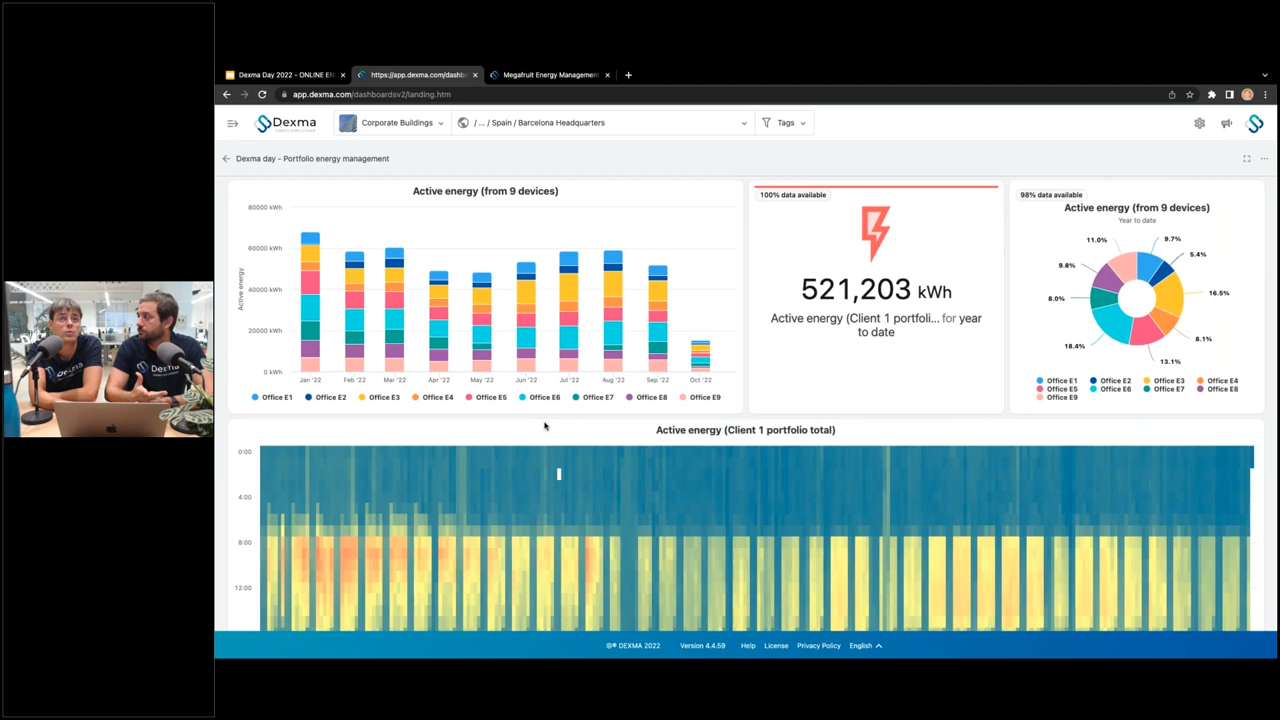 Dexma Day 2022 - ONLINE EN
https://app.dexma.com/dashb
Megafruit Energy Management
app.dexma.com/dashboardsv2/landing.htm
Dexma
Corporate Buildings
/ ... / Spain / Barcelona Headquarters
Tags
Dexma day - Portfolio energy management
Active energy (from 9 devices)
80000 kWh
60000 kWh
40000 kWh
20000 kWh
0 kWh
Active energy
Jan '22 Feb '22 Mar '22 Apr '22 May '22 Jun '22 Jul '22 Aug '22 Sep '22 Oct '22
Office E1 Office E2 Office E3 Office E4 Office E5 Office E6 Office E7 Office E8 Office E9
100% data available
521,203 kWh
Active energy (Client 1 portfoli... for year
to date
98% data available
Active energy (from 9 devices)
Year to date
11.0% 9.7%
5.4%
9.8%
16.5%
8.0%
8.1%
18.4%
13.1%
Office E1 Office E2 Office E3 Office E4
Office E5 Office E6 Office E7 Office E8
Office E9
Active energy (Client 1 portfolio total)
0:00
4:00
8:00
12:00
Dexma
©® DEXMA 2022 Version 4.4.59 Help License Privacy Policy English